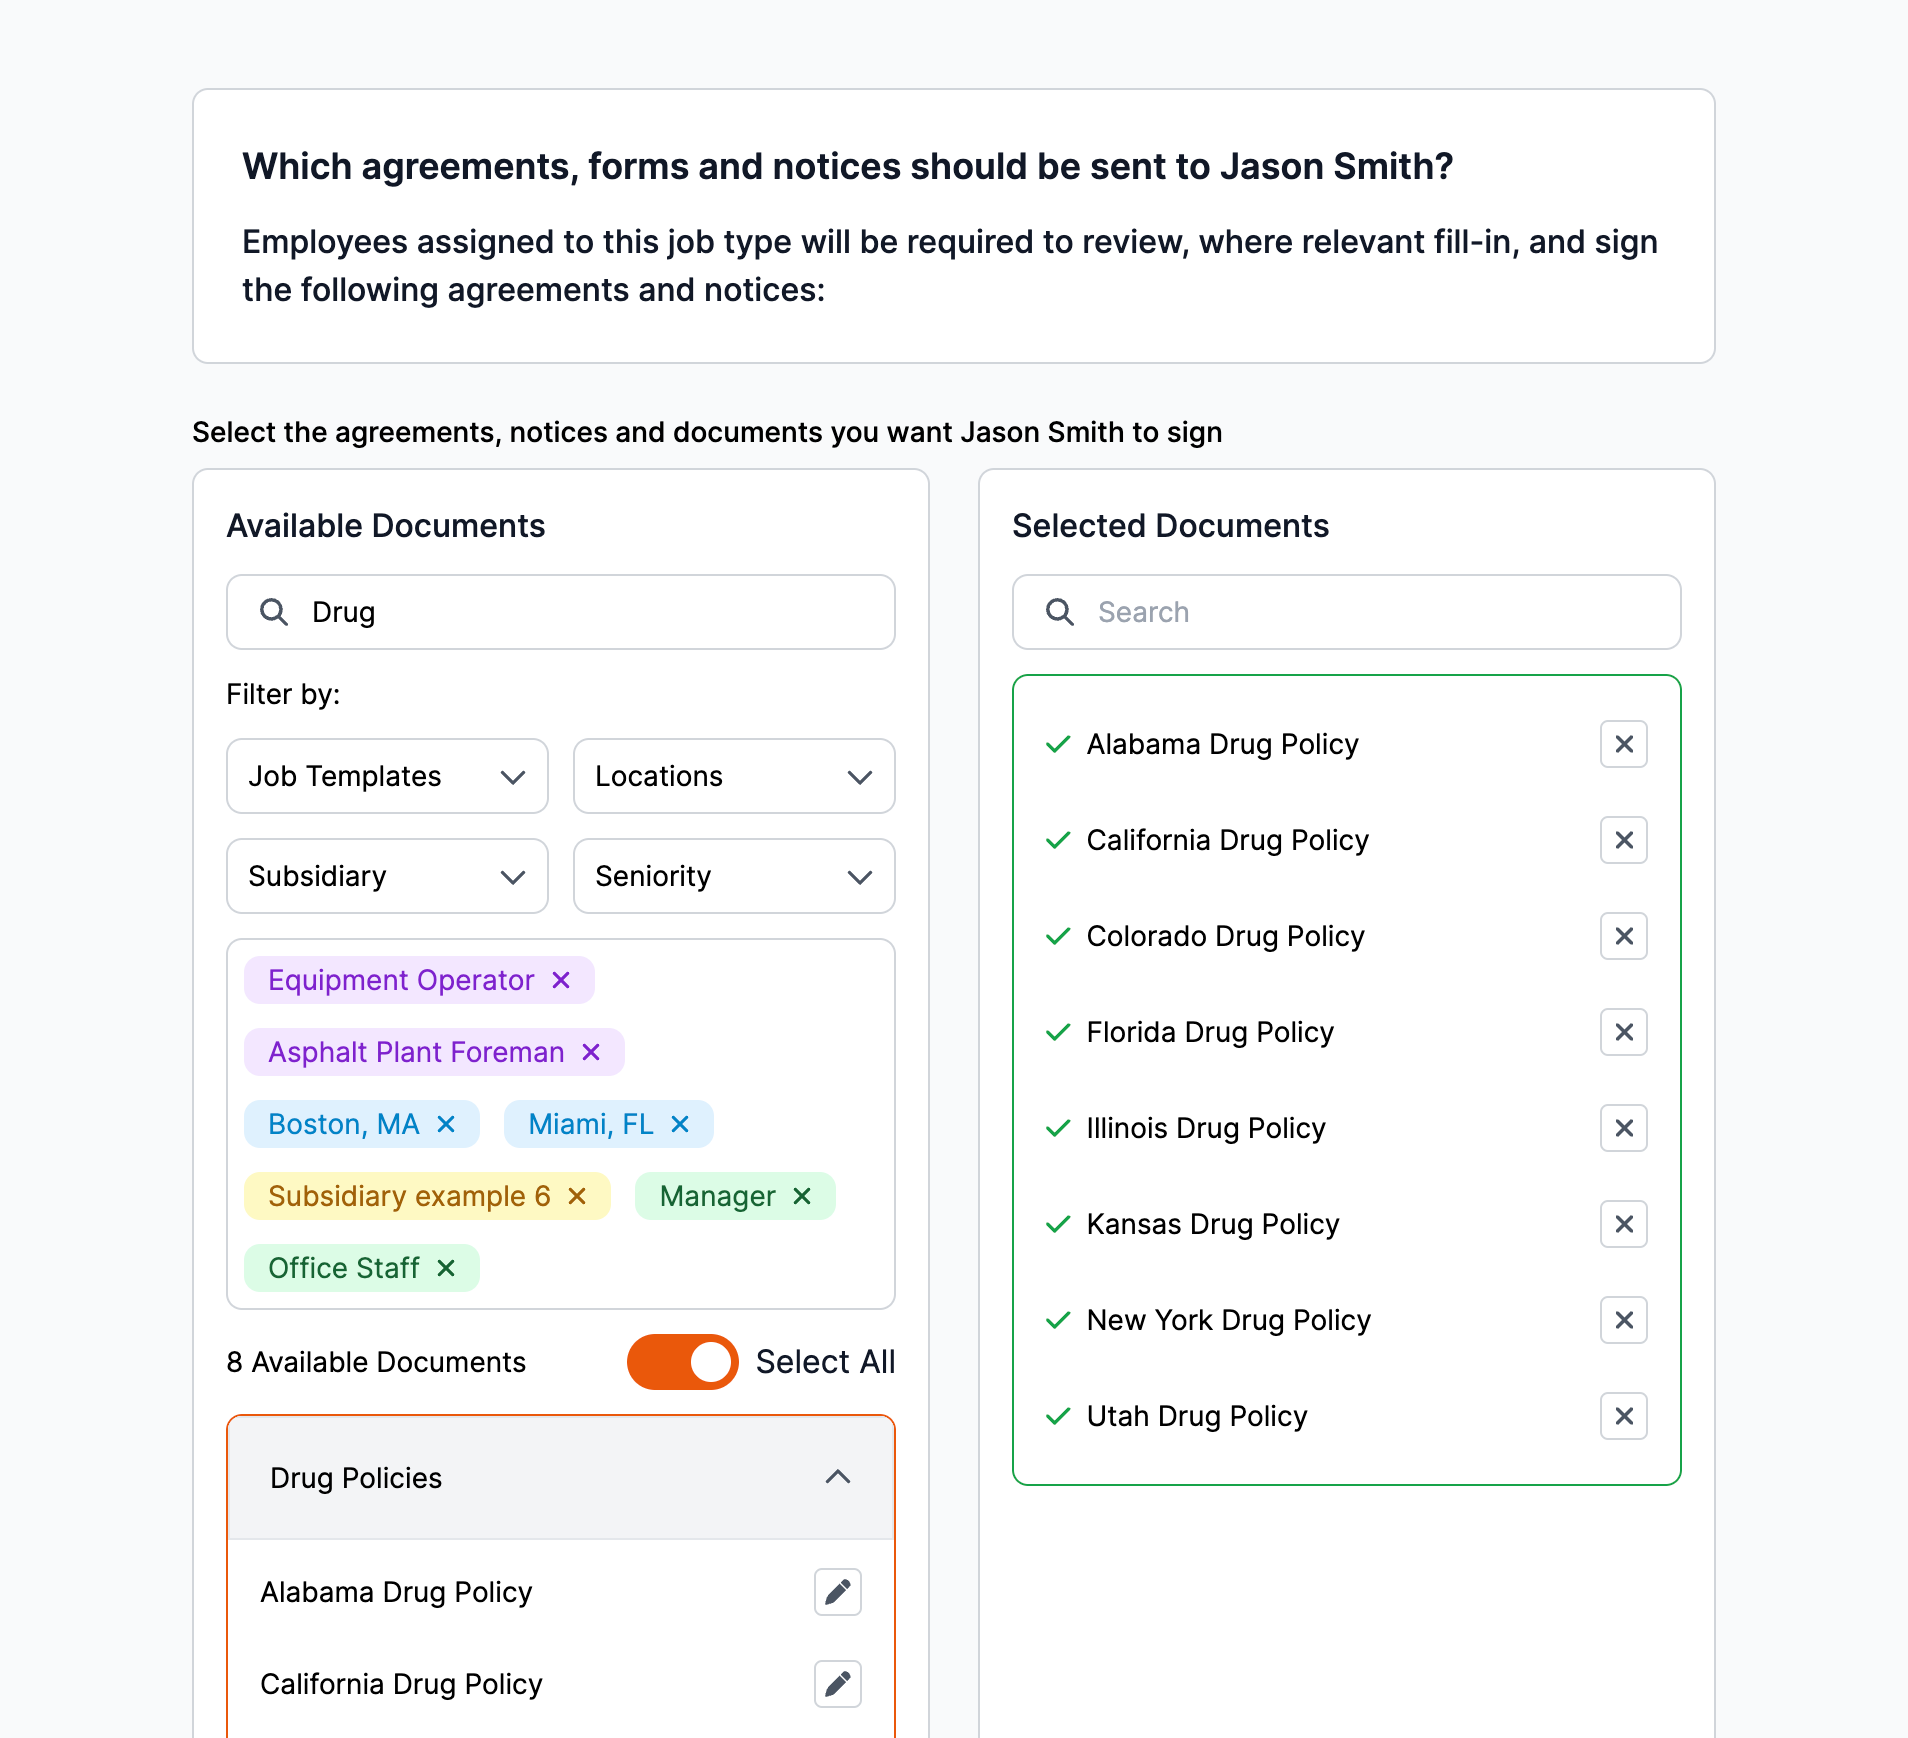 Which agreements, forms and notices should be sent to Jason Smith?
Employees assigned to this job type will be required to review, where relevant fill-in, and sign
the following agreements and notices:
Select the agreements, notices and documents you want Jason Smith to sign
Available Documents
Drug
Filter by:
Job Templates
Locations
Subsidiary
Seniority
Equipment Operator
Asphalt Plant Foreman
Boston, MA
Miami, FL
Subsidiary example 6
Manager
Office Staff
8 Available Documents
Select All
Drug Policies
Alabama Drug Policy
California Drug Policy
Selected Documents
Search
Alabama Drug Policy
California Drug Policy
Colorado Drug Policy
Florida Drug Policy
Illinois Drug Policy
Kansas Drug Policy
New York Drug Policy
Utah Drug Policy